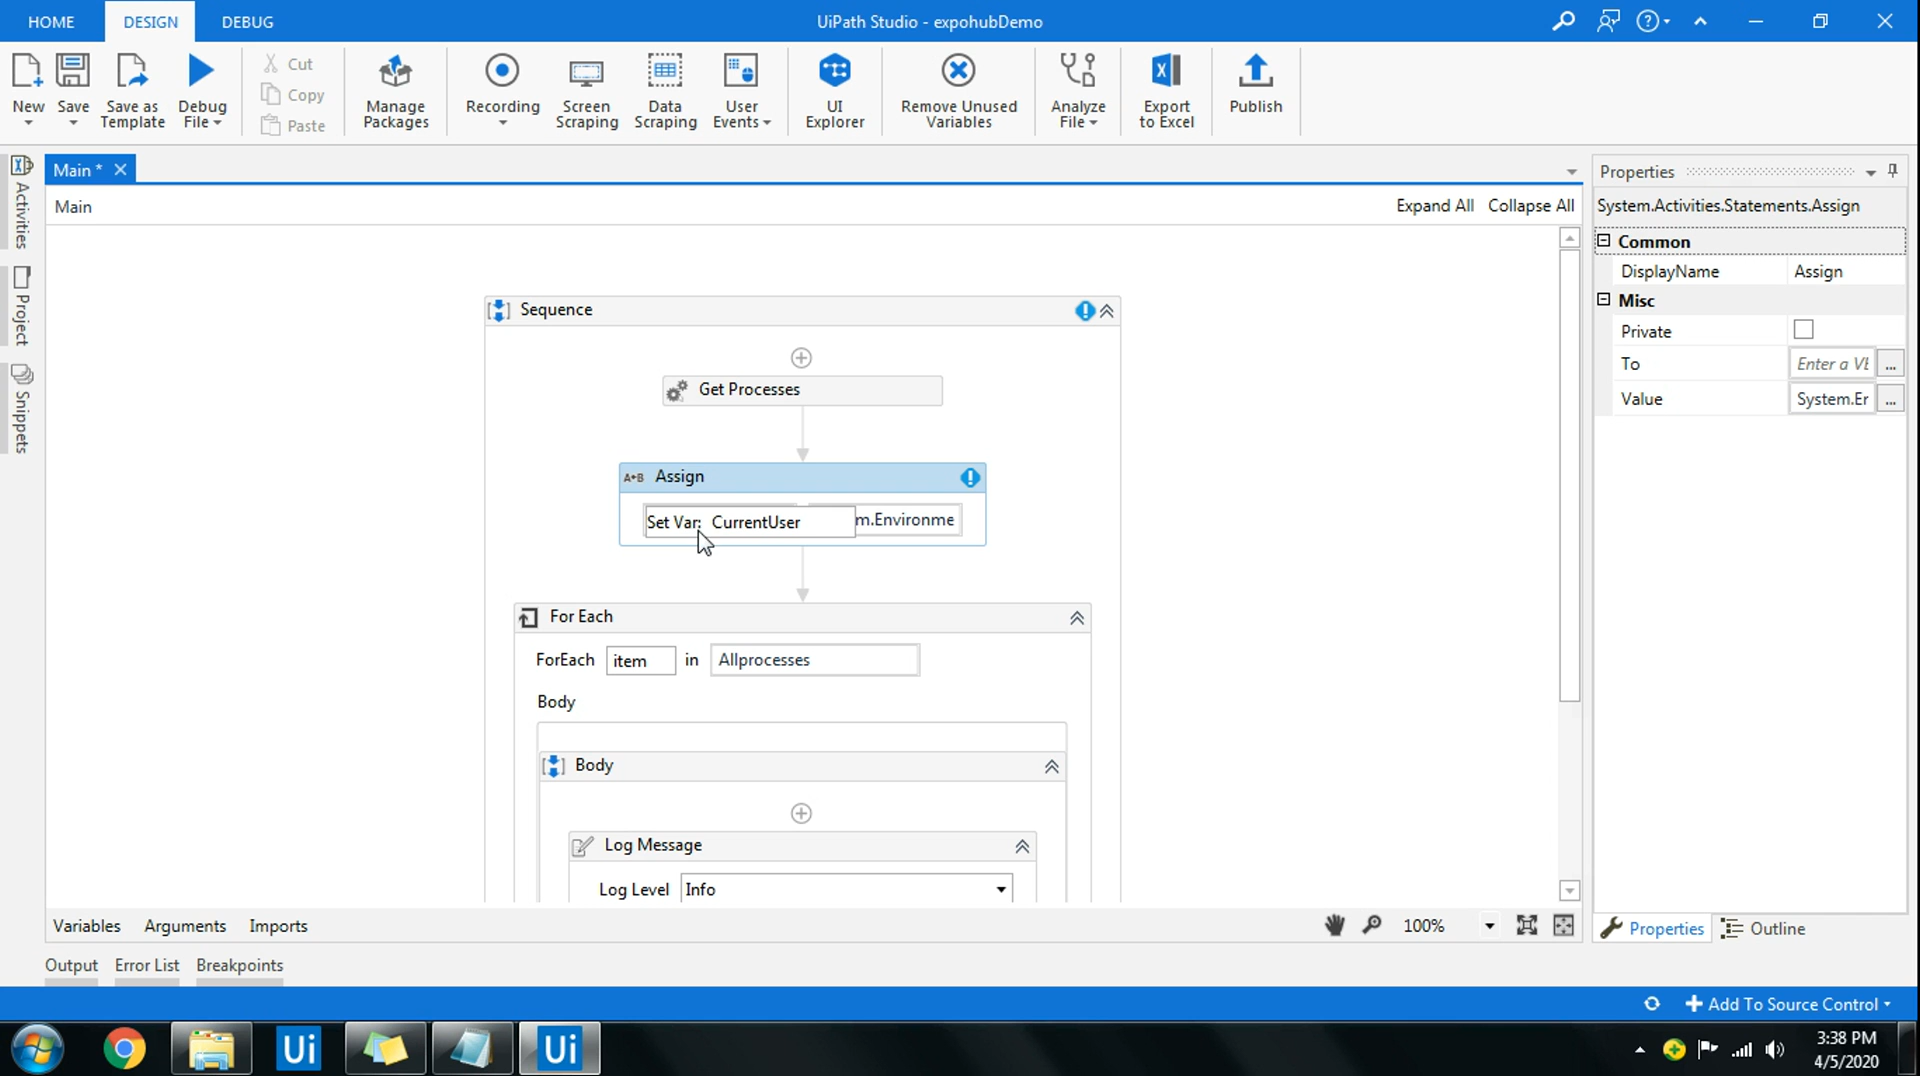 HOME DESIGN DEBUG UiPath Studio - expohubDemo
New Save Save as Template Debug File Cut Copy Paste Manage Packages Recording Screen Scraping Data Scraping User Events UI Explorer Remove Unused Variables Analyze File Export to Excel Publish
Main *
Main Expand All Collapse All
Activities
Project
Snippets
Sequence
Get Processes
A+B Assign
Set Var: CurrentUser m.Environme
For Each
ForEach item in Allprocesses
Body
Body
Log Message
Log Level Info
Properties
System.Activities.Statements.Assign
Common
DisplayName Assign
Misc
Private
To Enter a VB ...
Value System.Er ...
Variables Arguments Imports 100%
Properties Outline
Output Error List Breakpoints
Add To Source Control
Ui Ui
3:38 PM
4/5/2020